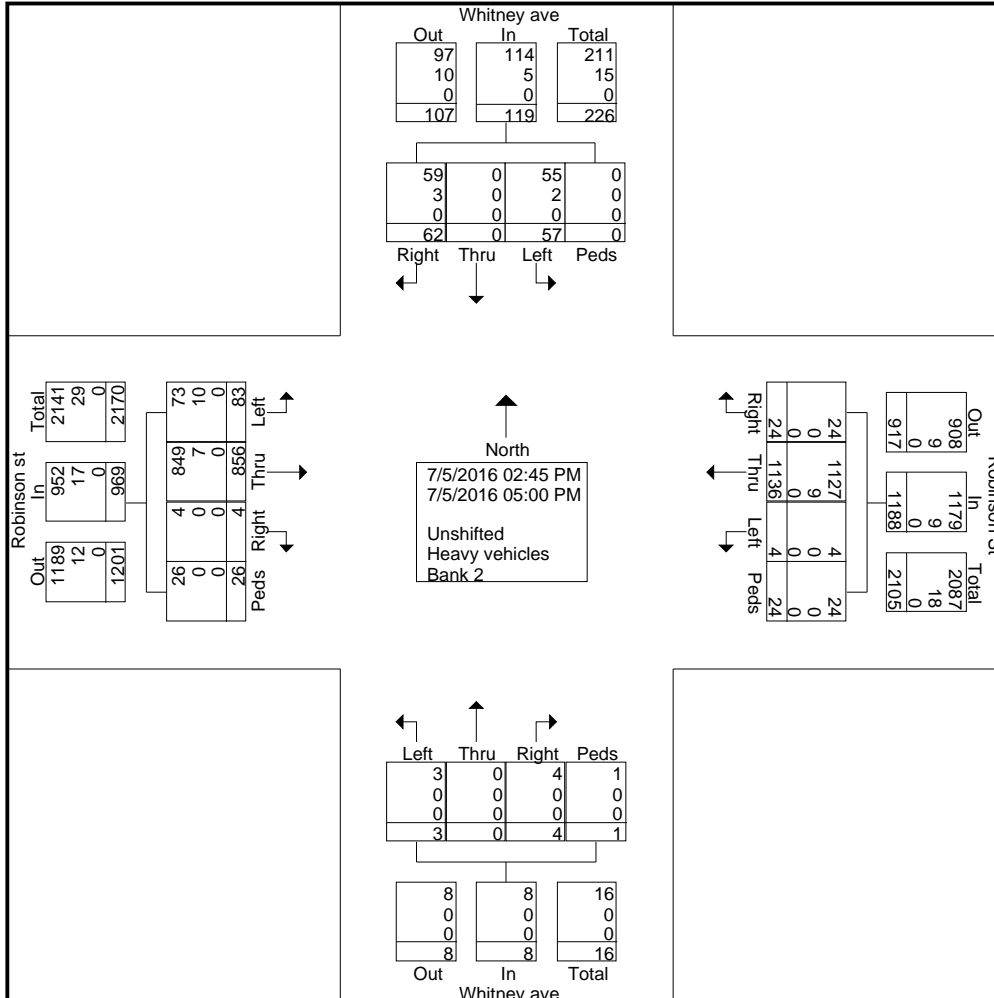 Whitney ave
Out In Total
97 114 211
10 5 15
0 0 0
107 119 226
59 0 55 0
3 0 2 0
0 0 0 0
62 0 57 0
Right Thru Left Peds
Robinson st
Out In Total
1189 952 2141
12 17 29
0 0 0
1201 969 2170
73 849 4 26
10 7 0 0
0 0 0 0
83 856 4 26
Left Thru Right Peds
North
7/5/2016 02:45 PM
7/5/2016 05:00 PM
Unshifted
Heavy vehicles
Bank 2
Right Thru Left Peds
24 1127 4 24
0 9 0 0
0 0 0 0
24 1136 4 24
Out In Total
908 1179 2087
9 9 18
0 0 0
917 1188 2105
Robinson St
Left Thru Right Peds
3 0 4 1
0 0 0 0
0 0 0 0
3 0 4 1
8 8 16
0 0 0
0 0 0
8 8 16
Out In Total
Whitney ave